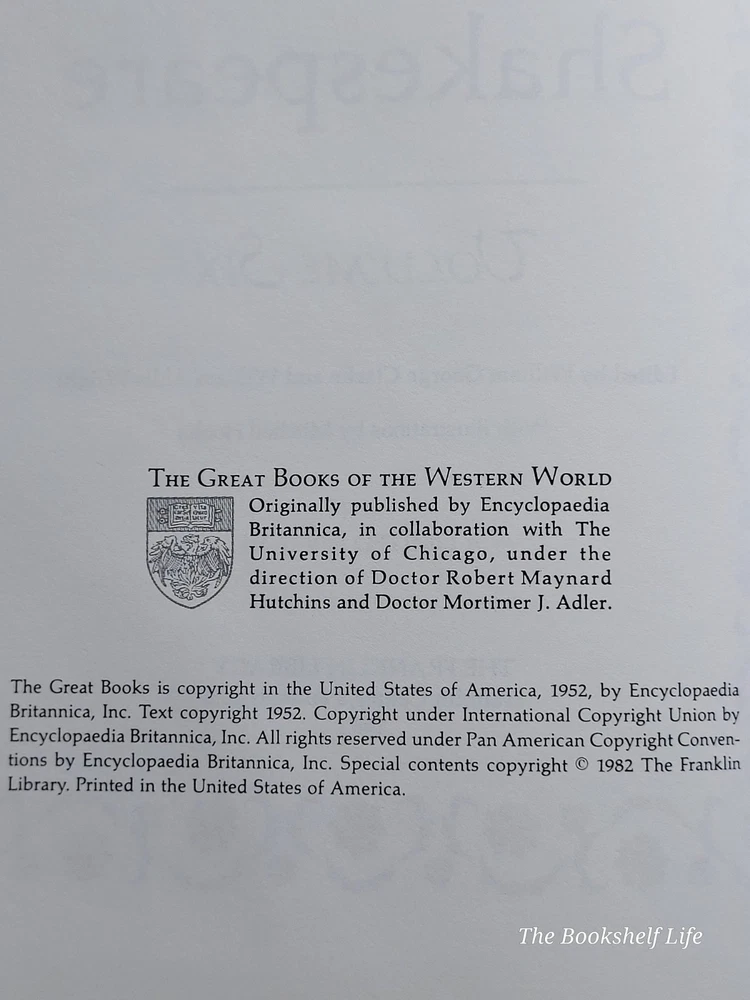 Shakespeare
Volume Six
THE GREAT BOOKS OF THE WESTERN WORLD
Originally published by Encyclopaedia
Britannica, in collaboration with The
University of Chicago, under the
direction of Doctor Robert Maynard
Hutchins and Doctor Mortimer J. Adler.
The Great Books is copyright in the United States of America, 1952, by Encyclopaedia
Britannica, Inc. Text copyright 1952. Copyright under International Copyright Union by
Encyclopaedia Britannica, Inc. All rights reserved under Pan American Copyright Conven-
tions by Encyclopaedia Britannica, Inc. Special contents copyright © 1982 The Franklin
Library. Printed in the United States of America.
The Bookshelf Life